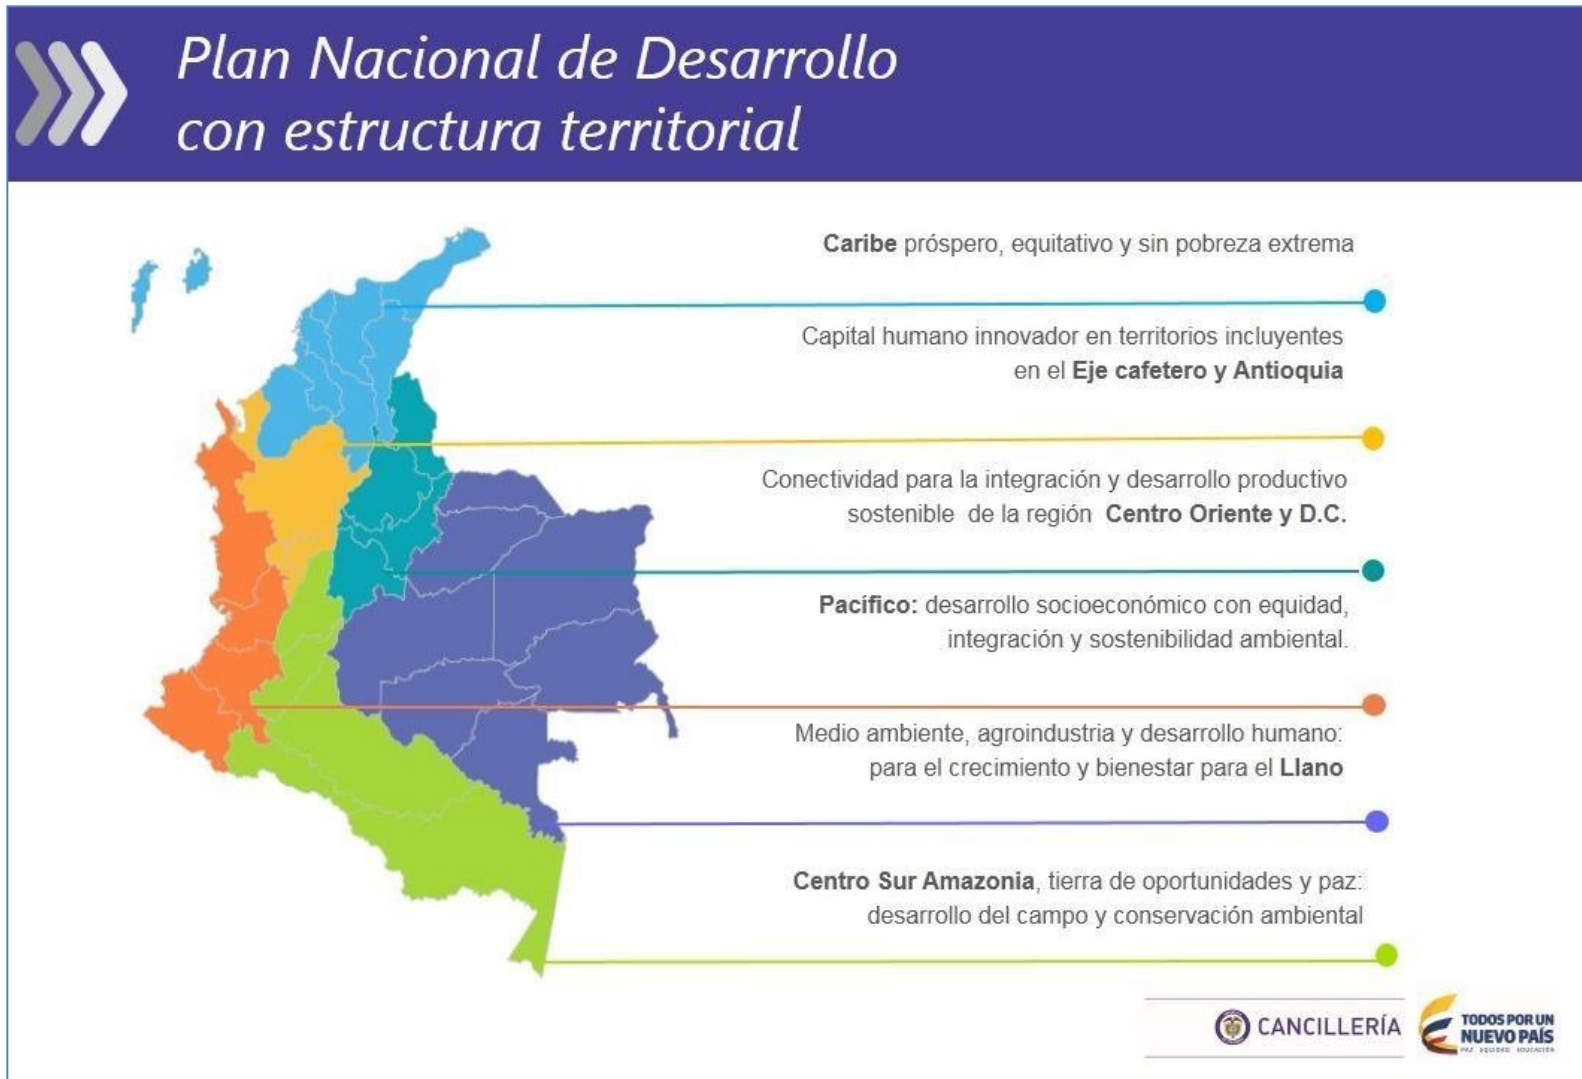 Plan Nacional de Desarrollo
con estructura territorial
Caribe próspero, equitativo y sin pobreza extrema
Capital humano innovador en territorios incluyentes
en el Eje cafetero y Antioquia
Conectividad para la integración y desarrollo productivo
sostenible de la región Centro Oriente y D.C.
Pacífico: desarrollo socioeconómico con equidad,
integración y sostenibilidad ambiental.
Medio ambiente, agroindustria y desarrollo humano:
para el crecimiento y bienestar para el Llano
Centro Sur Amazonia, tierra de oportunidades y paz:
desarrollo del campo y conservación ambiental
CANCILLERÍA
TODOS POR UN
NUEVO PAÍS
PAZ EQUIDAD EDUCACIÓN